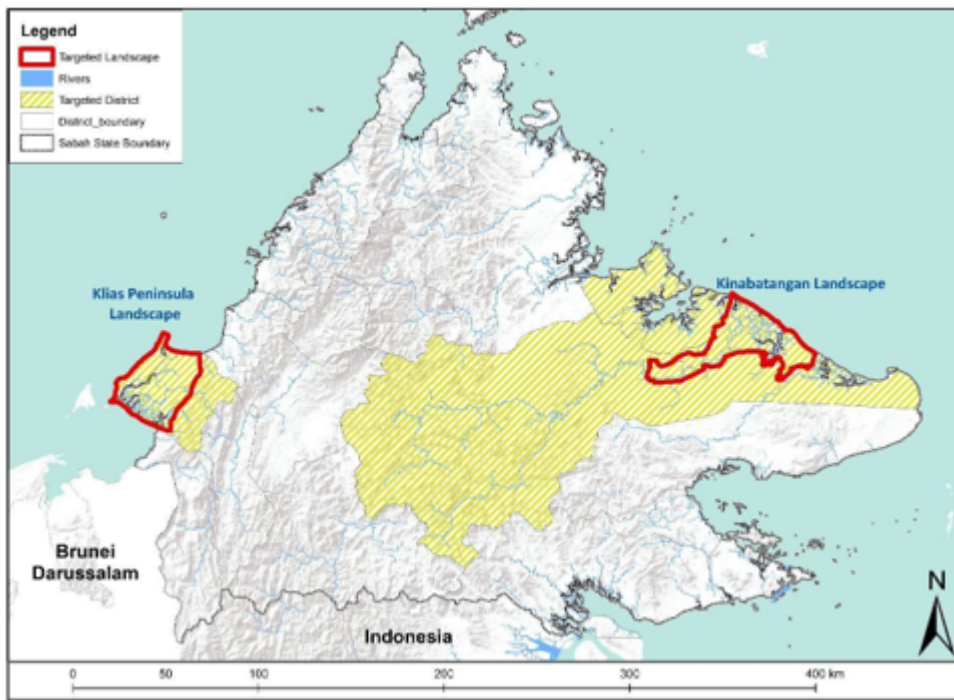 Legend
Targeted Landscape
Rivers
Targeted District
District_boundary
Sabah State Boundary
Klias Peninsula
Landscape
Kinabatangan Landscape
Brunei
Darussalam
Indonesia
N
0 50 100 200 300 400 km